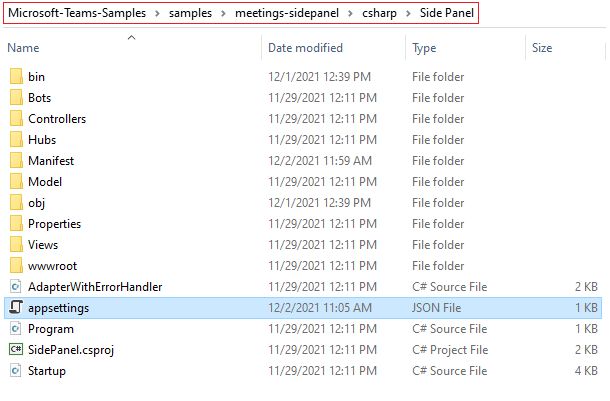 Microsoft-Teams-Samples > samples > meetings-sidepanel > csharp > Side Panel
Name Date modified Type Size
bin 12/1/2021 12:39 PM File folder
Bots 11/29/2021 12:11 PM File folder
Controllers 11/29/2021 12:11 PM File folder
Hubs 11/29/2021 12:11 PM File folder
Manifest 12/2/2021 11:59 AM File folder
Model 11/29/2021 12:11 PM File folder
obj 12/1/2021 12:39 PM File folder
Properties 11/29/2021 12:11 PM File folder
Views 11/29/2021 12:11 PM File folder
wwwroot 11/29/2021 12:11 PM File folder
AdapterWithErrorHandler 11/29/2021 12:11 PM C# Source File 2 KB
appsettings 12/2/2021 11:05 AM JSON File 1 KB
Program 11/29/2021 12:11 PM C# Source File 1 KB
C# SidePanel.csproj 11/29/2021 12:11 PM C# Project File 2 KB
Startup 11/29/2021 12:11 PM C# Source File 4 KB